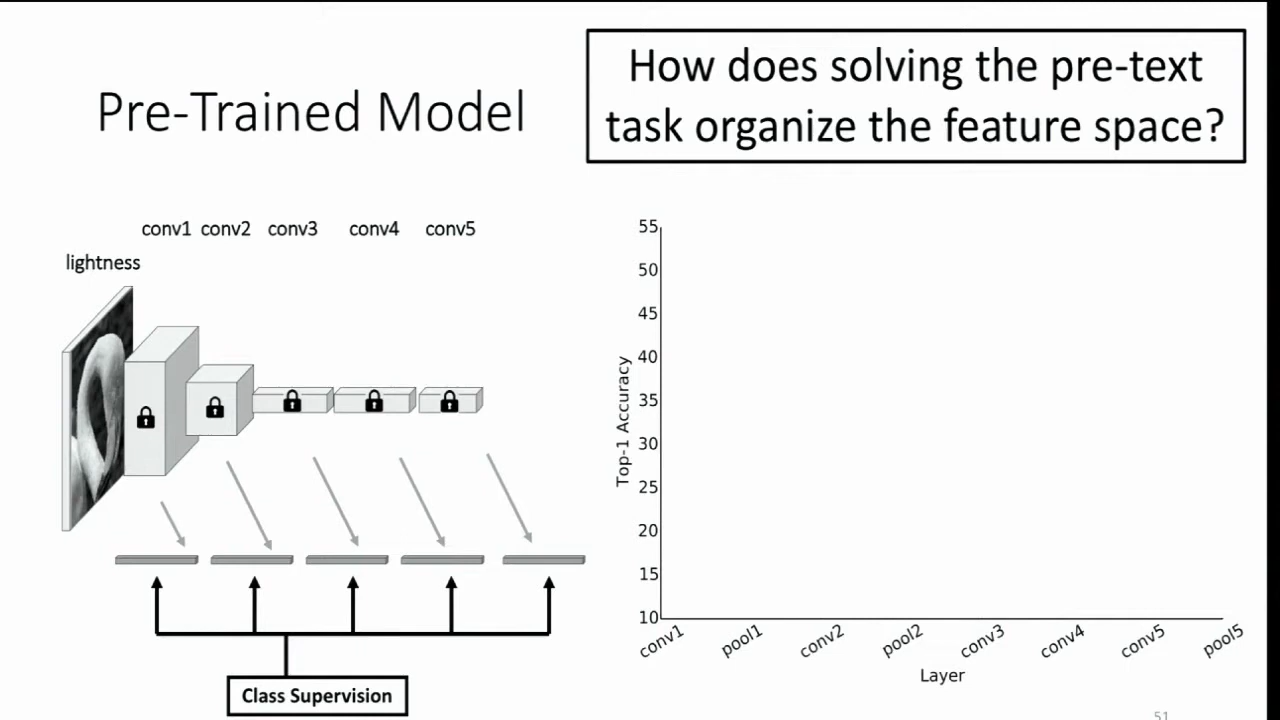 Pre-Trained Model
How does solving the pre-text
task organize the feature space?
conv1 conv2 conv3 conv4 conv5
lightness
Class Supervision
55
50
45
40
35
30
25
20
15
10
Top-1 Accuracy
conv1 pool1 conv2 pool2 conv3 conv4 conv5 pool5
Layer
51